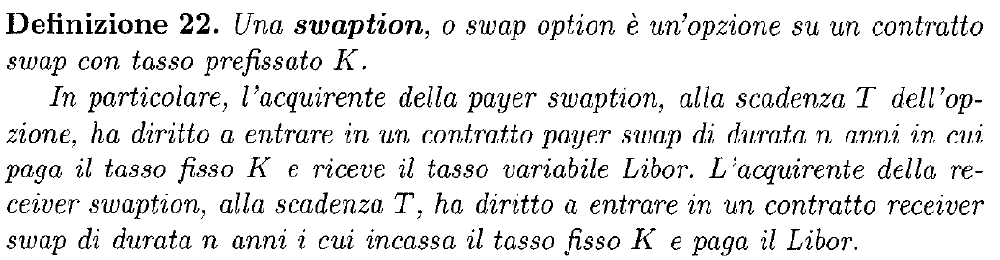 Definizione 22. Una swaption, o swap option è un'opzione su un contratto
swap con tasso prefissato K.
In particolare, l'acquirente della payer swaption, alla scadenza T dell'op-
zione, ha diritto a entrare in un contratto payer swap di durata n anni in cui
paga il tasso fisso K e riceve il tasso variabile Libor. L'acquirente della re-
ceiver swaption, alla scadenza T, ha diritto a entrare in un contratto receiver
swap di durata n anni i cui incassa il tasso fisso K e paga il Libor.